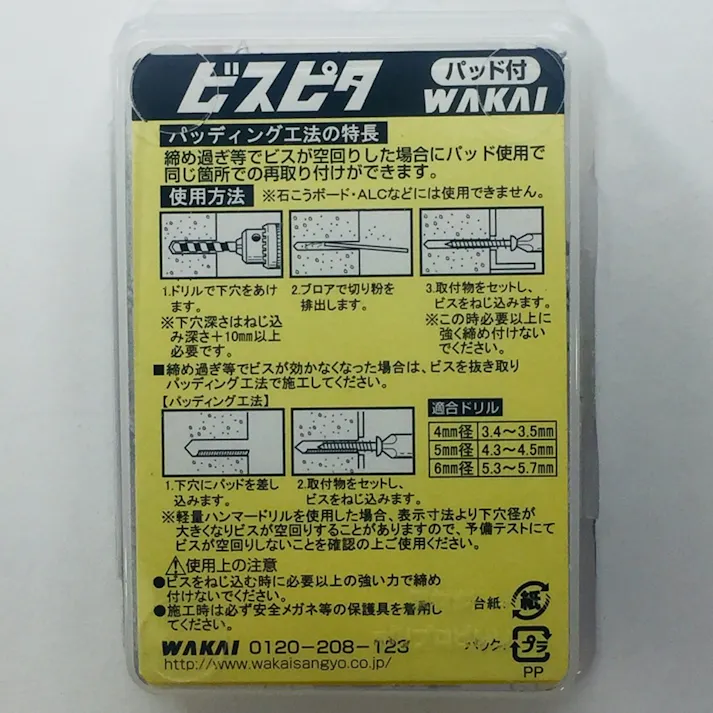 ビスピタ
パッド付
WAKAI
パッディング工法の特長
締め過ぎ等でビスが空回りした場合にパッド使用で
同じ箇所での再取り付けができます。
使用方法 ※石こうボード・ALCなどには使用できません。
1.ドリルで下穴をあけ
ます。
※下穴深さはねじ込
み深さ+10mm以上
必要です。
2.ブロアで切り粉を
排出します。
3.取付物をセットし、
ビスをねじ込みます。
※この時必要以上に
強く締め付けない
でください。
■締め過ぎ等でビスが効かなくなった場合は、ビスを抜き取り
パッディング工法で施工してください。
【パッディング工法】
1.下穴にパッドを差し
込みます。
2.取付物をセットし、
ビスをねじ込みます。
適合ドリル
4mm径 3.4〜3.5mm
5mm径 4.3〜4.5mm
6mm径 5.3〜5.7mm
※軽量ハンマードリルを使用した場合、表示寸法より下穴径が
大きくなりビスが空回りすることがありますので、予備テストにて
ビスが空回りしないことを確認の上ご使用ください。
⚠使用上の注意
●ビスをねじ込む時に必要以上の強い力で締め
付けないでください。
●施工時は必ず安全メガネ等の保護具を着用し
てください。
台紙: 紙
パック: プラ
PP
WAKAI 0120-208-123
http://www.wakaisangyo.co.jp/